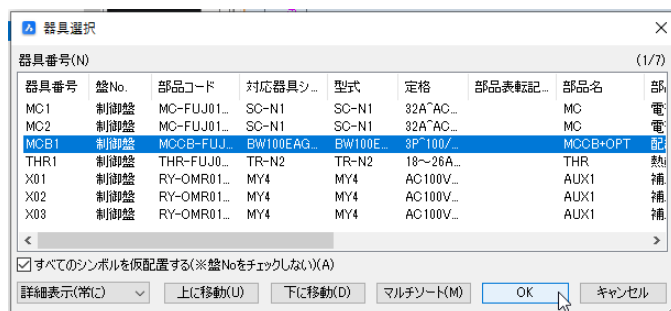 器具選択
器具番号(N) (1/7)
器具番号 盤No. 部品コード 対応器具シ... 型式 定格 部品表転記... 部品名 部
MC1 制御盤 MC-FUJ01... SC-N1 SC-N1 32A^AC... MC 電
MC2 制御盤 MC-FUJ01... SC-N1 SC-N1 32A^AC... MC 電
MCB1 制御盤 MCCB-FUJ... BW100EAG... BW100E... 3P^100/... MCCB+OPT 配
THR1 制御盤 THR-FUJ0... TR-N2 TR-N2 18～26A... THR 熱
X01 制御盤 RY-OMR01... MY4 MY4 AC100V... AUX1 補
X02 制御盤 RY-OMR01... MY4 MY4 AC100V... AUX1 補
X03 制御盤 RY-OMR01... MY4 MY4 AC100V... AUX1 補
すべてのシンボルを仮配置する(※盤Noをチェックしない)(A)
詳細表示(常に) 上に移動(U) 下に移動(D) マルチソート(M) OK キャンセル